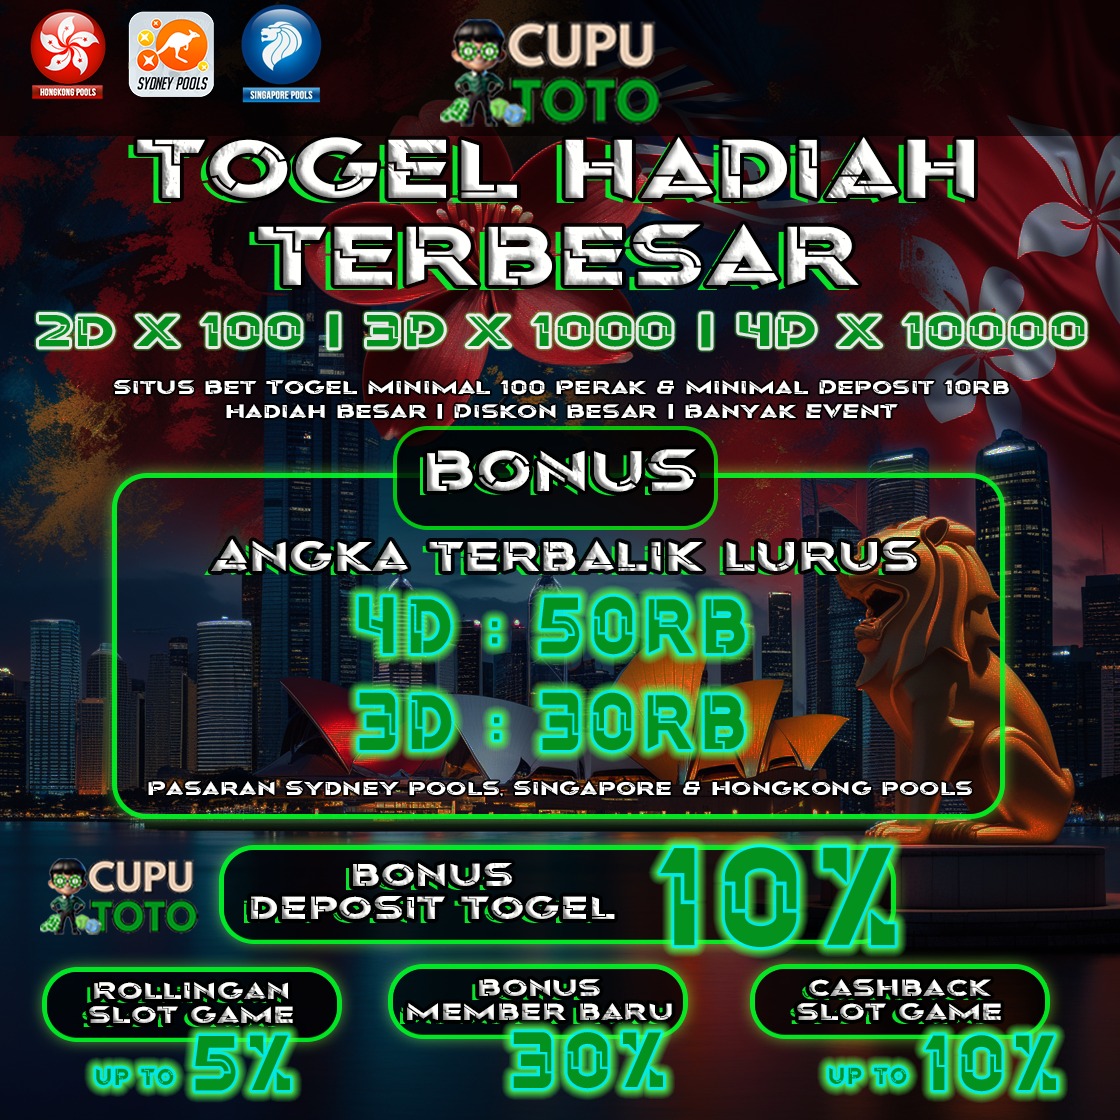 HONGKONG POOLS
SYDNEY POOLS
SINGAPORE POOLS
CUPU
TOTO
TOGEL HADIAH
TERBESAR
2D X 100 | 3D X 1000 | 4D X 10000
SITUS BET TOGEL MINIMAL 100 PERAK & MINIMAL DEPOSIT 10RB
HADIAH BESAR | DISKON BESAR | BANYAK EVENT
BONUS
ANGKA TERBALIK LURUS
4D : 50RB
3D : 30RB
PASARAN SYDNEY POOLS, SINGAPORE & HONGKONG POOLS
CUPU
TOTO
BONUS
DEPOSIT TOGEL
10%
ROLLINGAN
SLOT GAME
UP TO 5%
BONUS
MEMBER BARU
30%
CASHBACK
SLOT GAME
UP TO 10%